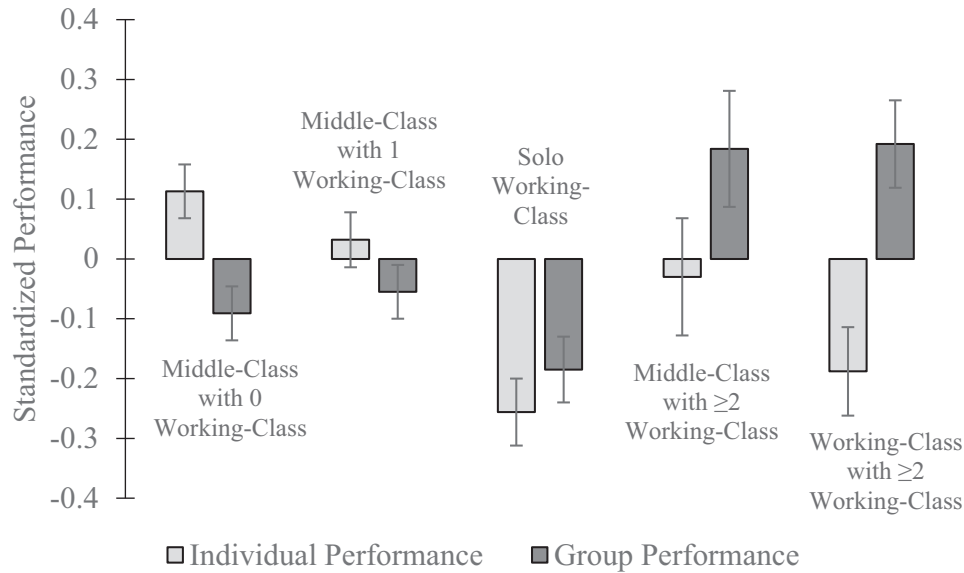 Standardized Performance
0.4
0.3
0.2
0.1
0
-0.1
-0.2
-0.3
-0.4
Middle-Class
with 0
Working-Class
Middle-Class
with 1
Working-Class
Solo
Working-
Class
Middle-Class
with ≥2
Working-Class
Working-Class
with ≥2
Working-Class
Individual Performance
Group Performance